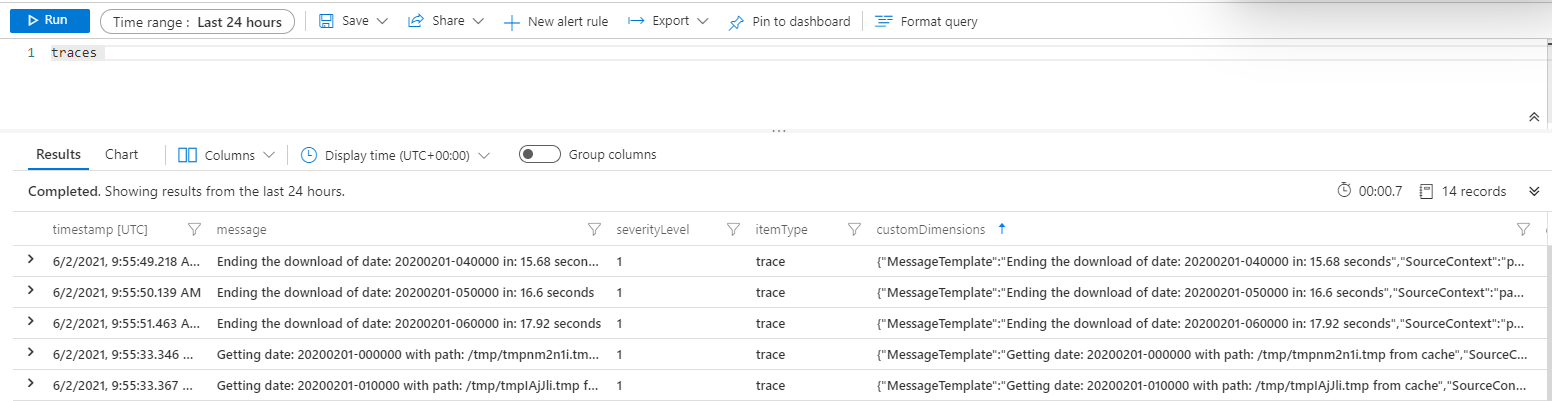 Run Time range : Last 24 hours Save Share New alert rule Export Pin to dashboard Format query
1 traces
...
Results Chart Columns Display time (UTC+00:00) Group columns
Completed. Showing results from the last 24 hours. 00:00.7 14 records
timestamp [UTC] message severityLevel itemType customDimensions
6/2/2021, 9:55:49.218 A... Ending the download of date: 20200201-040000 in: 15.68 secon... 1 trace {"MessageTemplate":"Ending the download of date: 20200201-040000 in: 15.68 seconds","SourceContext":"p...
6/2/2021, 9:55:50.139 AM Ending the download of date: 20200201-050000 in: 16.6 seconds 1 trace {"MessageTemplate":"Ending the download of date: 20200201-050000 in: 16.6 seconds","SourceContext":"pa...
6/2/2021, 9:55:51.463 A... Ending the download of date: 20200201-060000 in: 17.92 seconds 1 trace {"MessageTemplate":"Ending the download of date: 20200201-060000 in: 17.92 seconds","SourceContext":"p...
6/2/2021, 9:55:33.346 ... Getting date: 20200201-000000 with path: /tmp/tmpnm2n1i.tm... 1 trace {"MessageTemplate":"Getting date: 20200201-000000 with path: /tmp/tmpnm2n1i.tmp from cache","SourceC...
6/2/2021, 9:55:33.367 ... Getting date: 20200201-010000 with path: /tmp/tmpIAjJli.tmp f... 1 trace {"MessageTemplate":"Getting date: 20200201-010000 with path: /tmp/tmpIAjJli.tmp from cache","SourceCon...